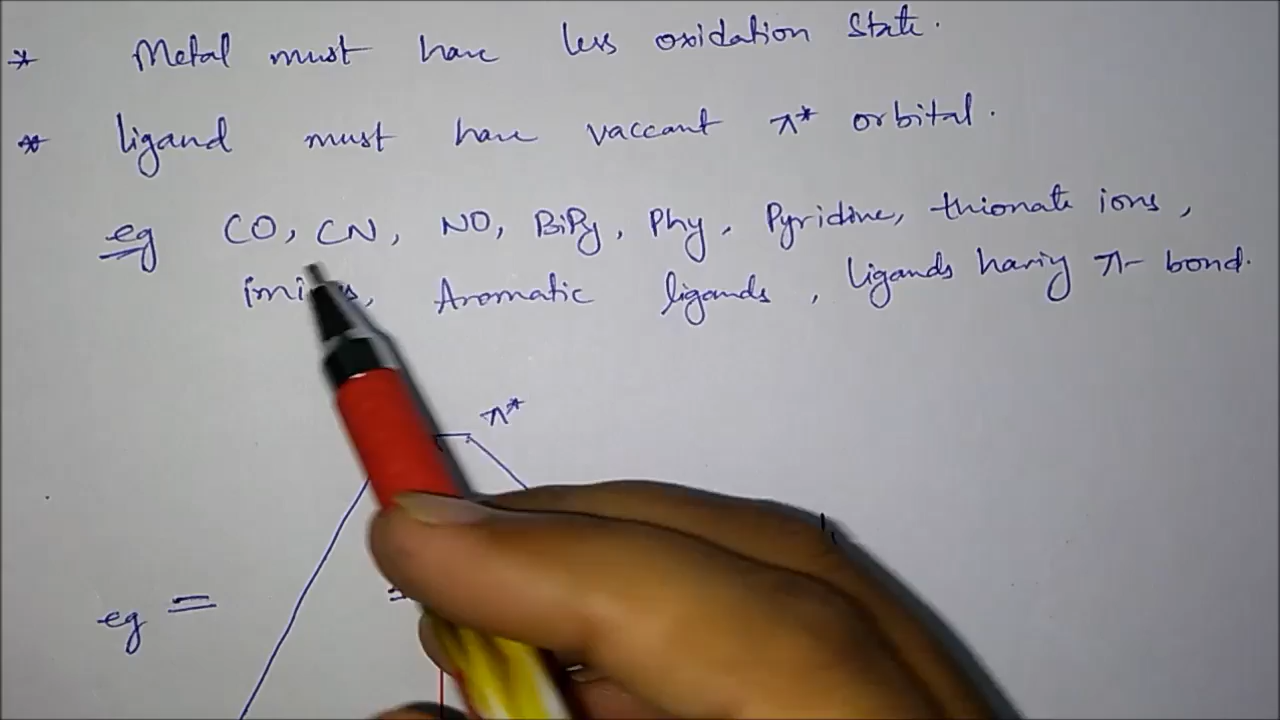 * Metal must have less oxidation state.
* ligand must have vaccant π* orbital.
eg CO, CN, NO, BiPy, Phy, Pyridine, thionate ions,
Aromatic ligands, ligands having π- bond.
π*
eg =